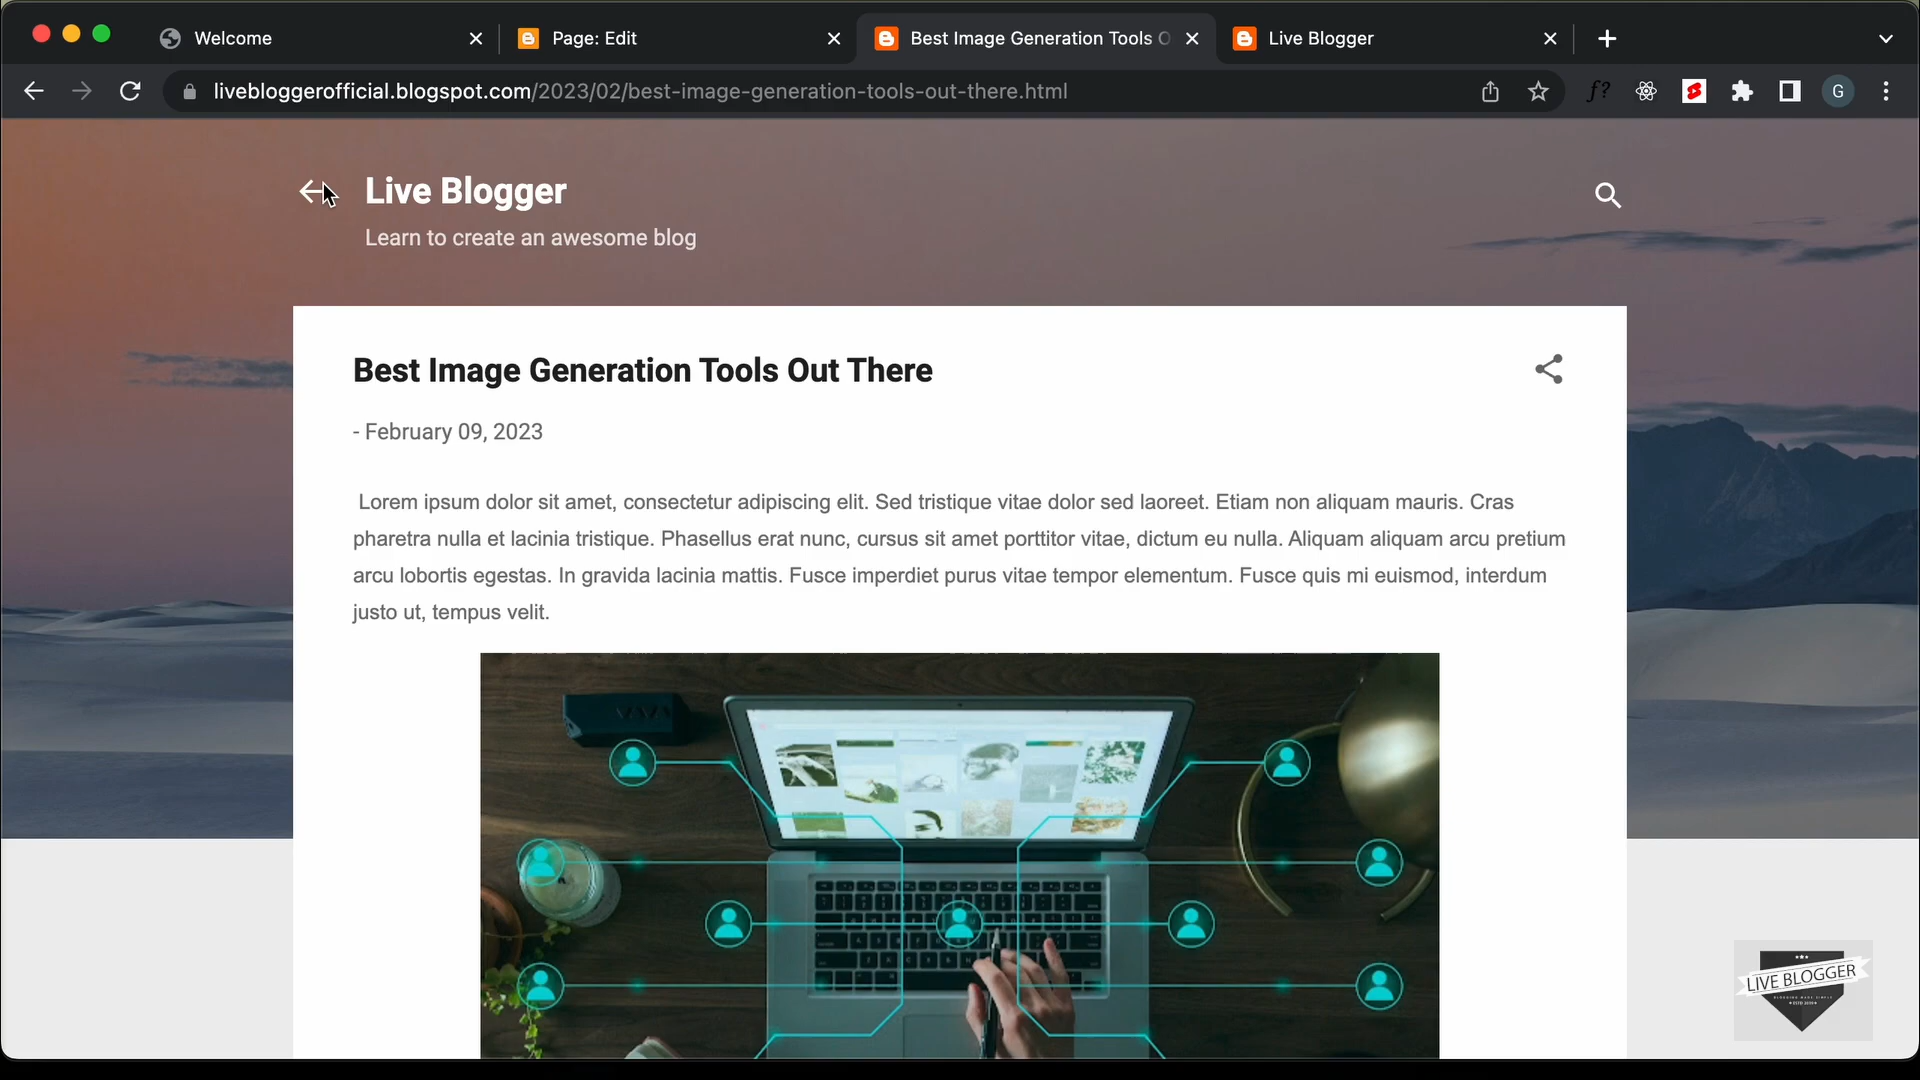 Welcome
Page: Edit
Best Image Generation Tools O
Live Blogger
livebloggerofficial.blogspot.com/2023/02/best-image-generation-tools-out-there.html
f?
G
Live Blogger
Learn to create an awesome blog
Best Image Generation Tools Out There
- February 09, 2023
Lorem ipsum dolor sit amet, consectetur adipiscing elit. Sed tristique vitae dolor sed laoreet. Etiam non aliquam mauris. Cras
pharetra nulla et lacinia tristique. Phasellus erat nunc, cursus sit amet porttitor vitae, dictum eu nulla. Aliquam aliquam arcu pretium
arcu lobortis egestas. In gravida lacinia mattis. Fusce imperdiet purus vitae tempor elementum. Fusce quis mi euismod, interdum
justo ut, tempus velit.
VAVA
LIVE BLOGGER